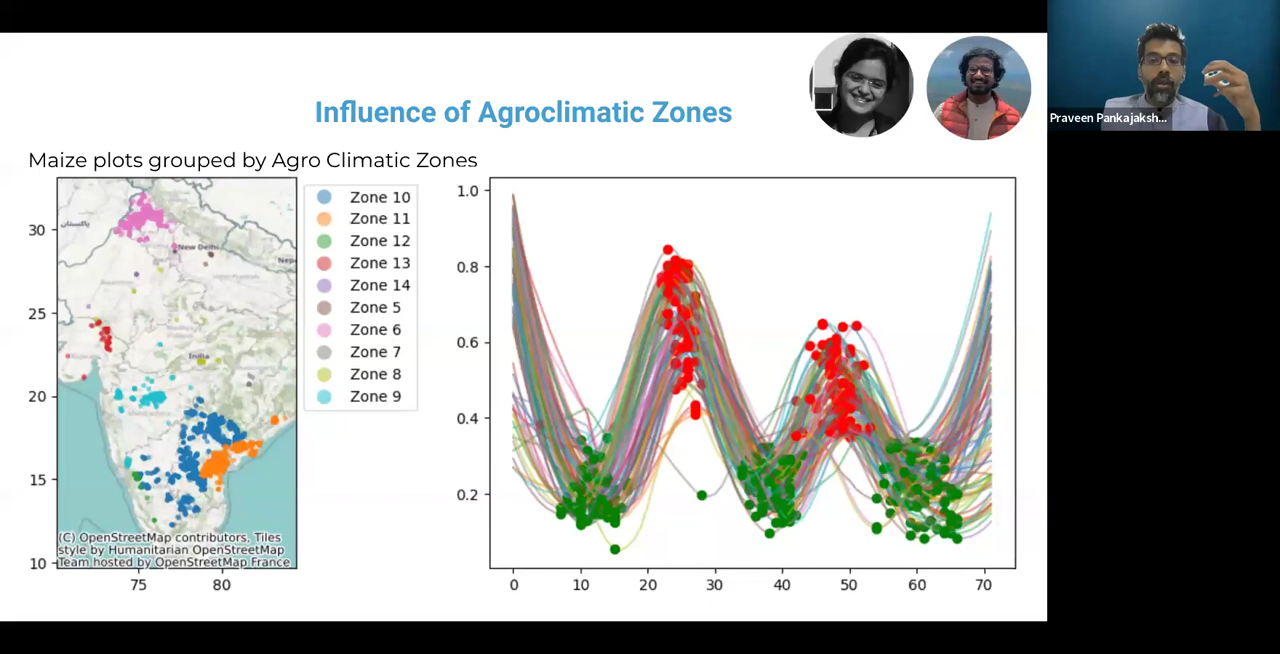 Influence of Agroclimatic Zones
Praveen Pankajaksh...
Maize plots grouped by Agro Climatic Zones
30
25
20
15
10
75
80
پاکستان
New Delhi
Nep
India
(C) OpenStreetMap contributors, Tiles
style by Humanitarian OpenStreetMap
Team hosted by OpenStreetMap France
Zone 10
Zone 11
Zone 12
Zone 13
Zone 14
Zone 5
Zone 6
Zone 7
Zone 8
Zone 9
1.0
0.8
0.6
0.4
0.2
0
10
20
30
40
50
60
70